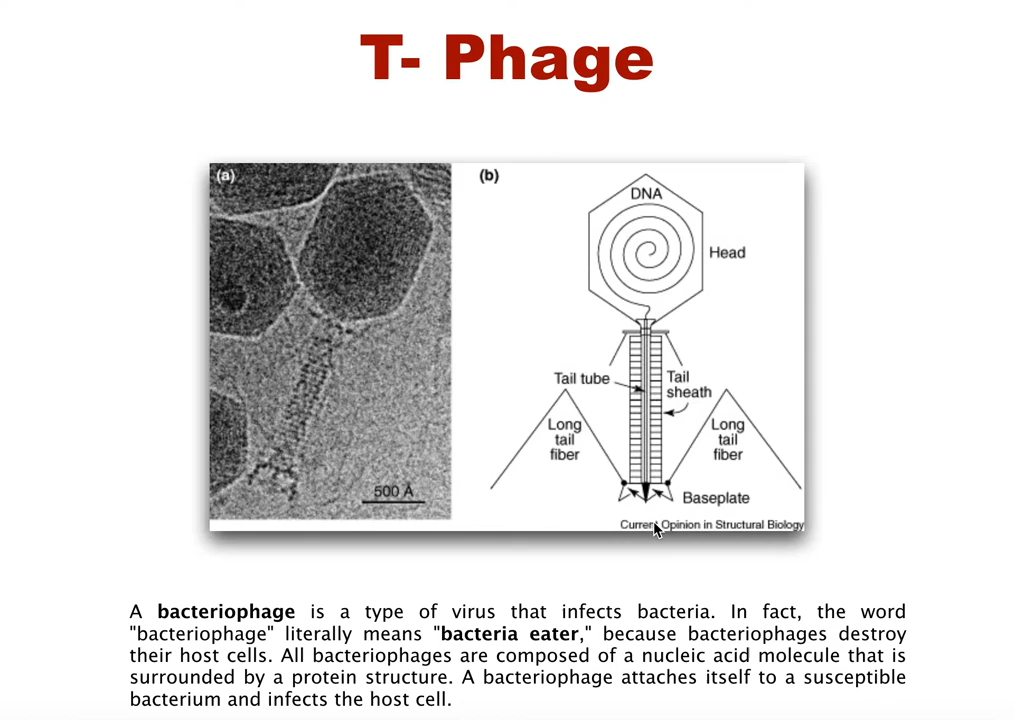 T- Phage
(a)
500 Å
(b)
DNA
Head
Tail tube
Tail
sheath
Long
tail
fiber
Long
tail
fiber
Baseplate
Current Opinion in Structural Biology
A bacteriophage is a type of virus that infects bacteria. In fact, the word
"bacteriophage" literally means "bacteria eater," because bacteriophages destroy
their host cells. All bacteriophages are composed of a nucleic acid molecule that is
surrounded by a protein structure. A bacteriophage attaches itself to a susceptible
bacterium and infects the host cell.